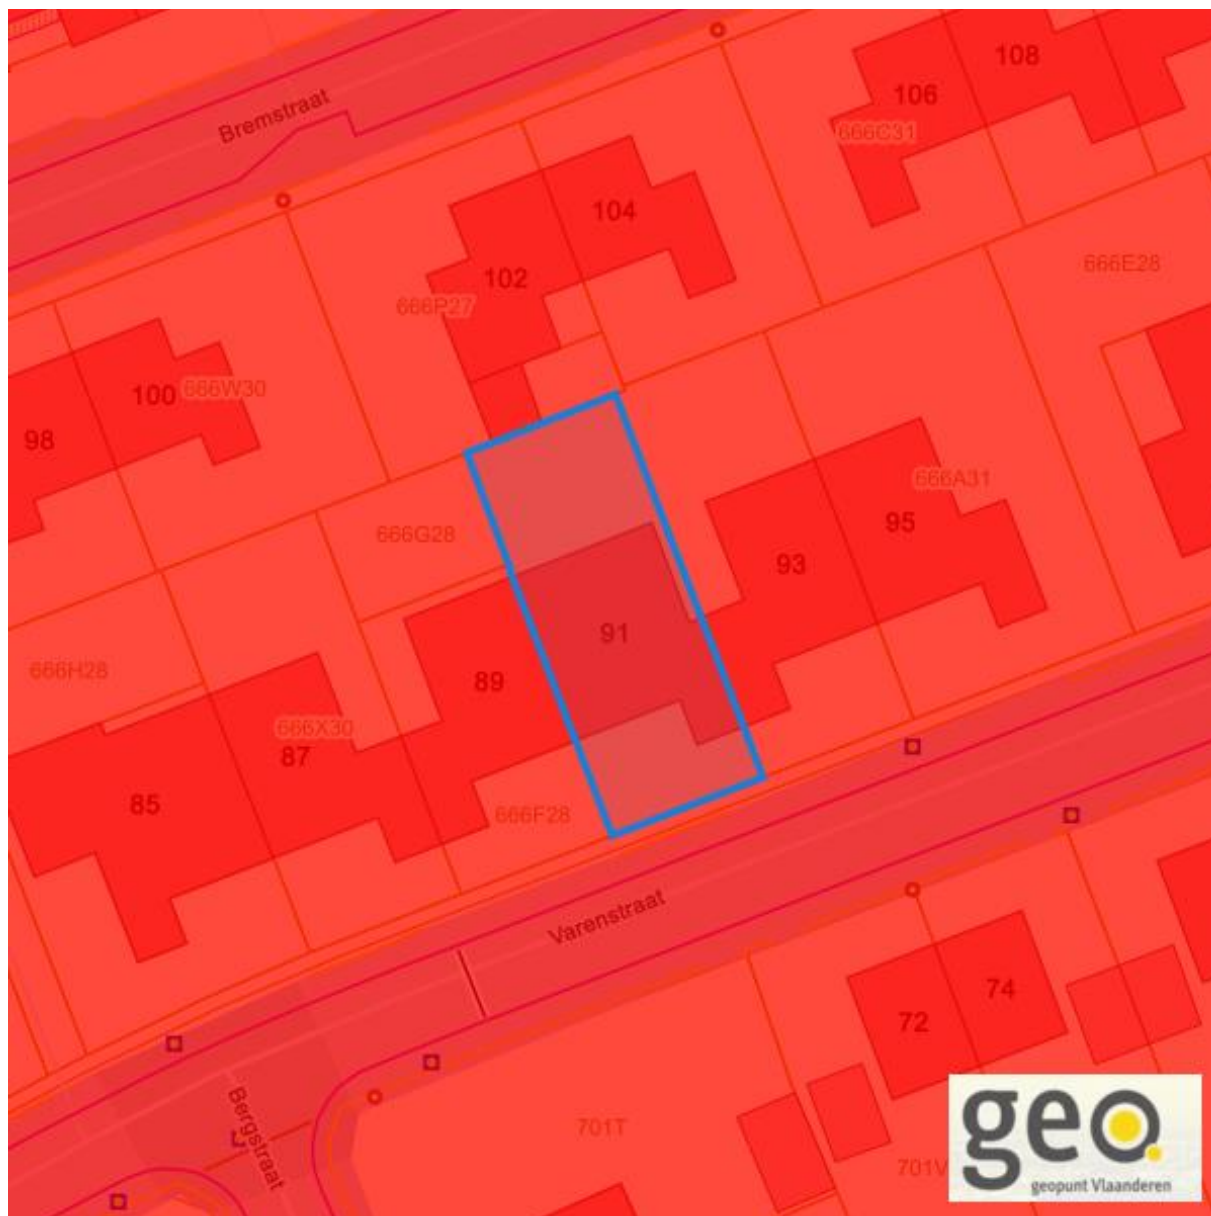 108
106
Bremstraat
666C31
104
666E28
102
666P27
100
666W30
98
666A31
95
666G28
93
91
666H28
89
666X30
87
85
666F28
Varenstraat
74
72
Bergstraat
701T
701V
geo
geopunt Vlaanderen